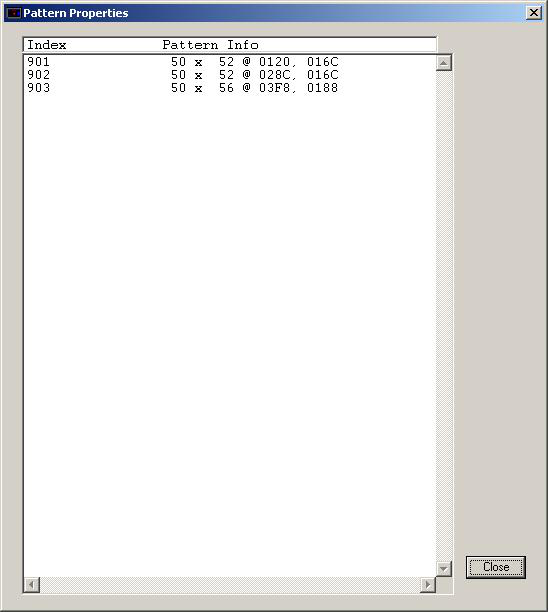 Pattern Properties
Index Pattern Info
901 50 x 52 @ 0120, 016C
902 50 x 52 @ 028C, 016C
903 50 x 56 @ 03F8, 0188
Close